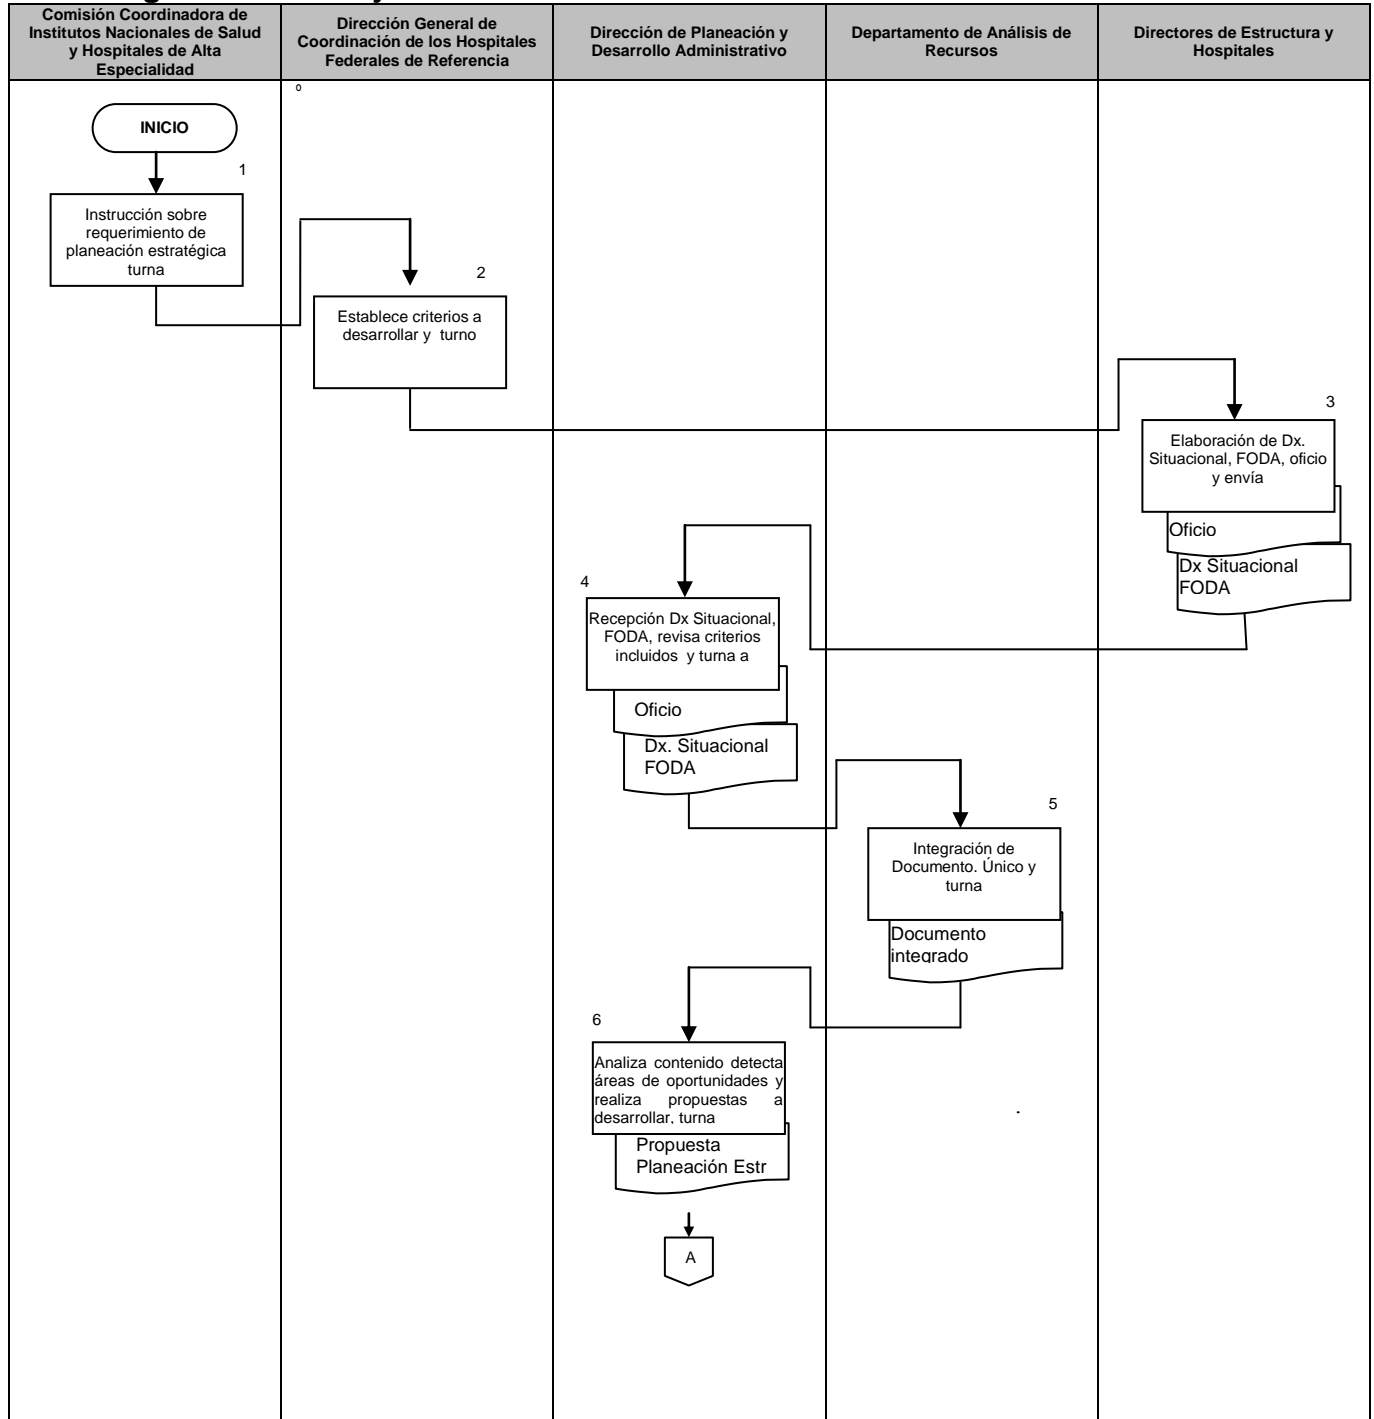 Comisión Coordinadora de
Institutos Nacionales de Salud
y Hospitales de Alta
Especialidad
Dirección General de
Coordinación de los Hospitales
Federales de Referencia
Dirección de Planeación y
Desarrollo Administrativo
Departamento de Análisis de
Recursos
Directores de Estructura y
Hospitales
º
INICIO
1
Instrucción sobre
requerimiento de
planeación estratégica
turna
2
Establece criterios a
desarrollar y turno
3
Elaboración de Dx.
Situacional, FODA, oficio
y envía
Oficio
Dx Situacional
FODA
4
Recepción Dx Situacional,
FODA, revisa criterios
incluidos y turna a
Oficio
Dx. Situacional
FODA
5
Integración de
Documento. Único y
turna
Documento
integrado
6
Analiza contenido detecta
áreas de oportunidades y
realiza propuestas a
desarrollar, turna
Propuesta
Planeación Estr
.
A